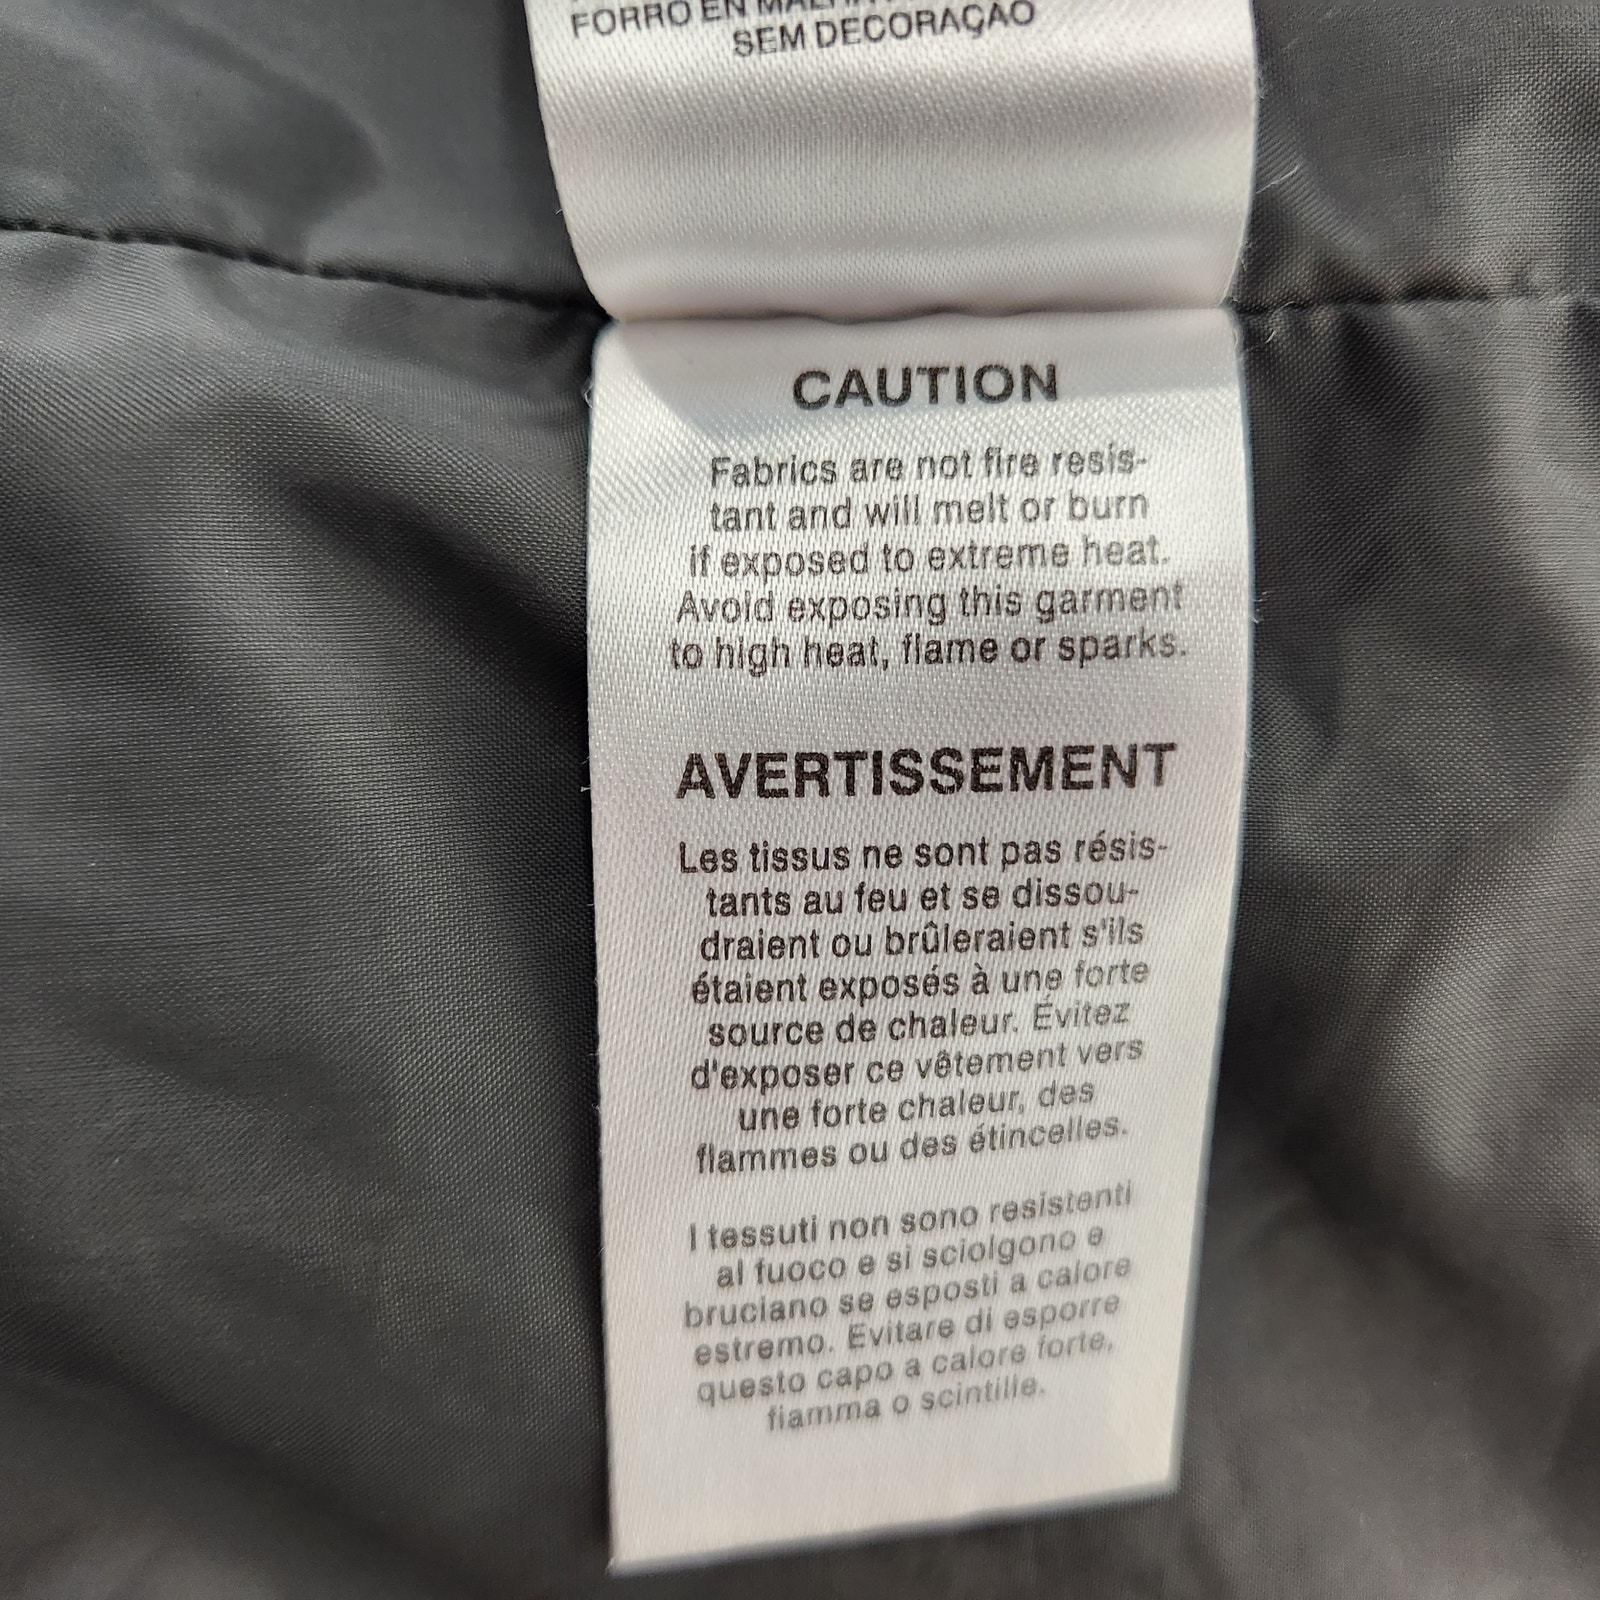 FORRO EN MALHA
SEM DECORAÇÃO
CAUTION
Fabrics are not fire resis-
tant and will melt or burn
if exposed to extreme heat.
Avoid exposing this garment
to high heat, flame or sparks.
AVERTISSEMENT
Les tissus ne sont pas résis-
tants au feu et se dissou-
draient ou brûleraient s'ils
étaient exposés à une forte
source de chaleur. Évitez
d'exposer ce vêtement vers
une forte chaleur, des
flammes ou des étincelles.
I tessuti non sono resistenti
al fuoco e si sciolgono e
bruciano se esposti a calore
estremo. Evitare di esporre
questo capo a calore forte,
fiamma o scintille.